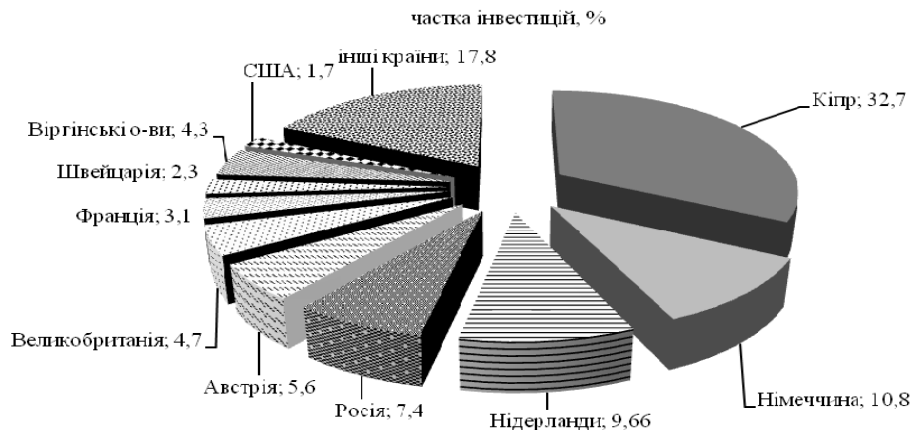 частка інвестицій, %
інші країни; 17,8
США; 1,7
Кіпр; 32,7
Віргінські о-ви; 4,3
Швейцарія; 2,3
Франція; 3,1
Великобританія; 4,7
Австрія; 5,6
Росія; 7,4
Нідерланди; 9,66
Німеччина; 10,8